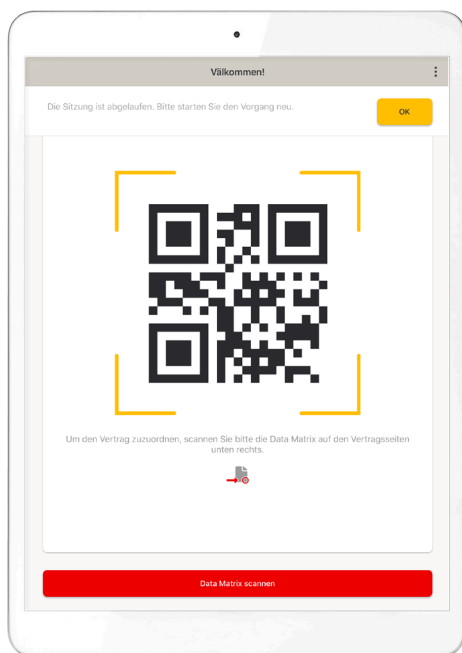 Välkommen!
Die Sitzung ist abgelaufen. Bitte starten Sie den Vorgang neu.
OK
Um den Vertrag zuzuordnen, scannen Sie bitte die Data Matrix auf den Vertragsseiten
unten rechts.
Data Matrix scannen